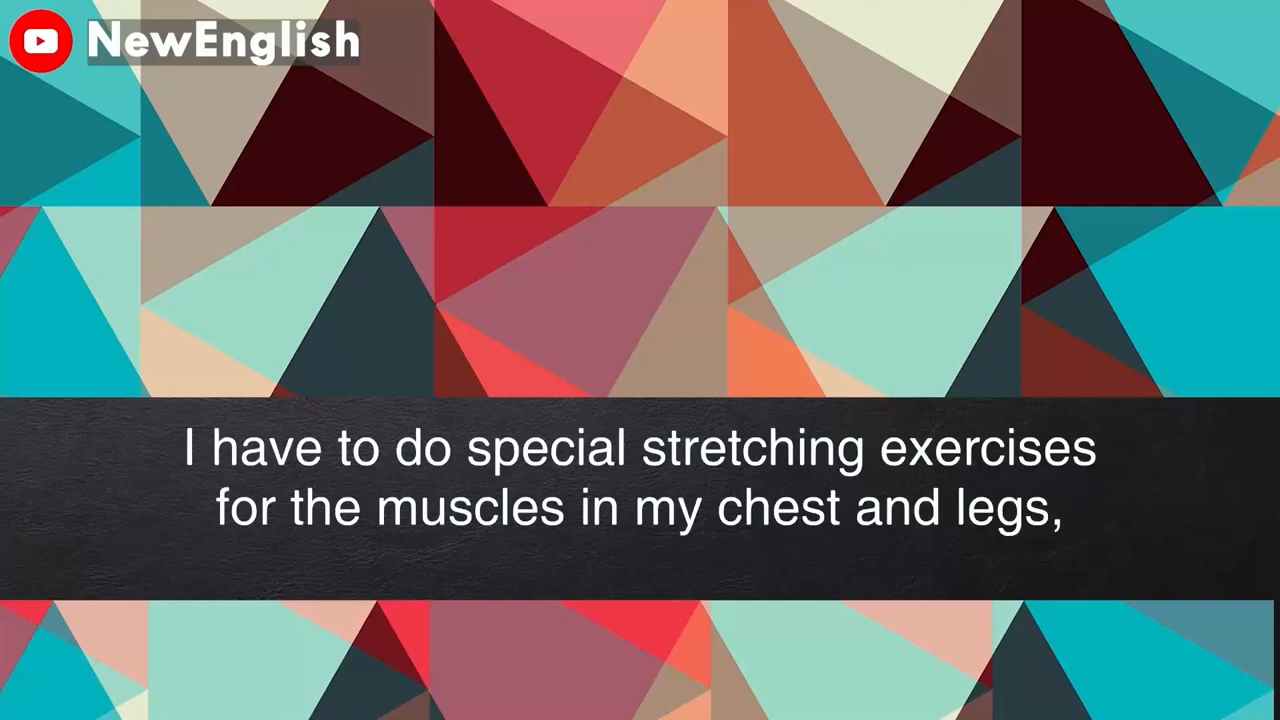 NewEnglish
I have to do special stretching exercises
for the muscles in my chest and legs,